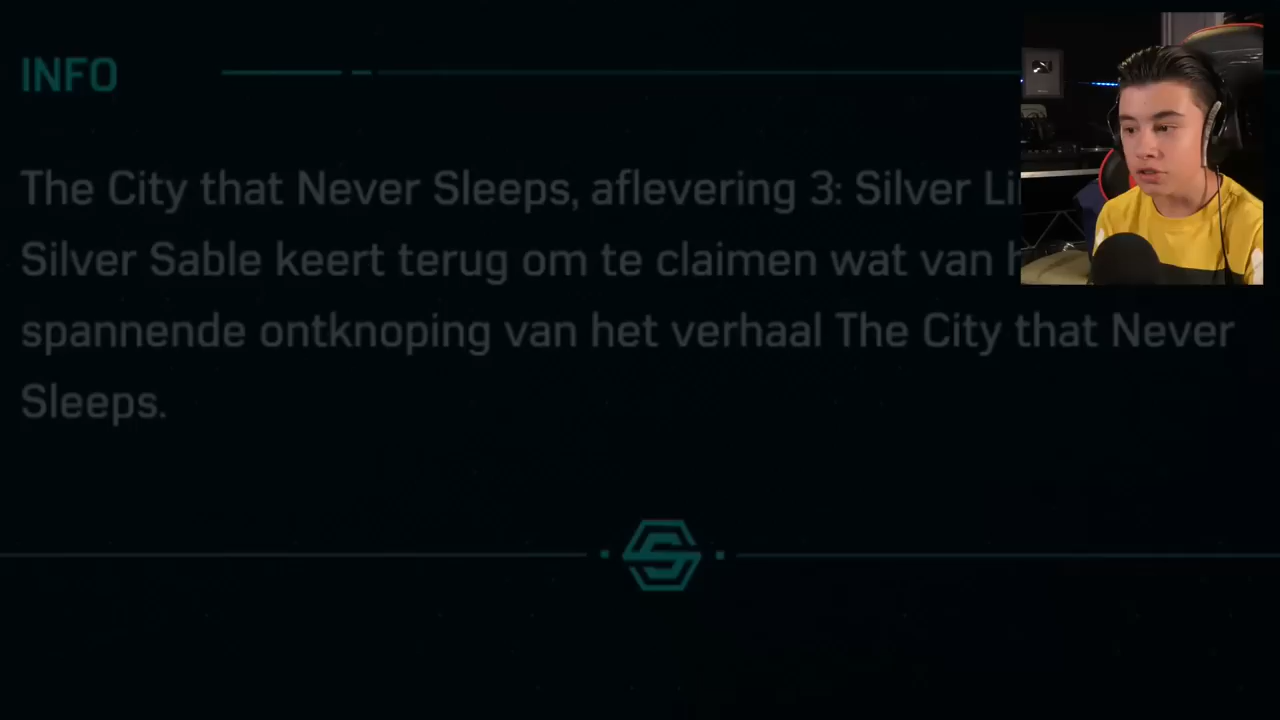 INFO
The City that Never Sleeps, aflevering 3: Silver
Silver Sable keert terug om te claimen wat van
spannende ontknoping van het verhaal The City that Never
Sleeps.